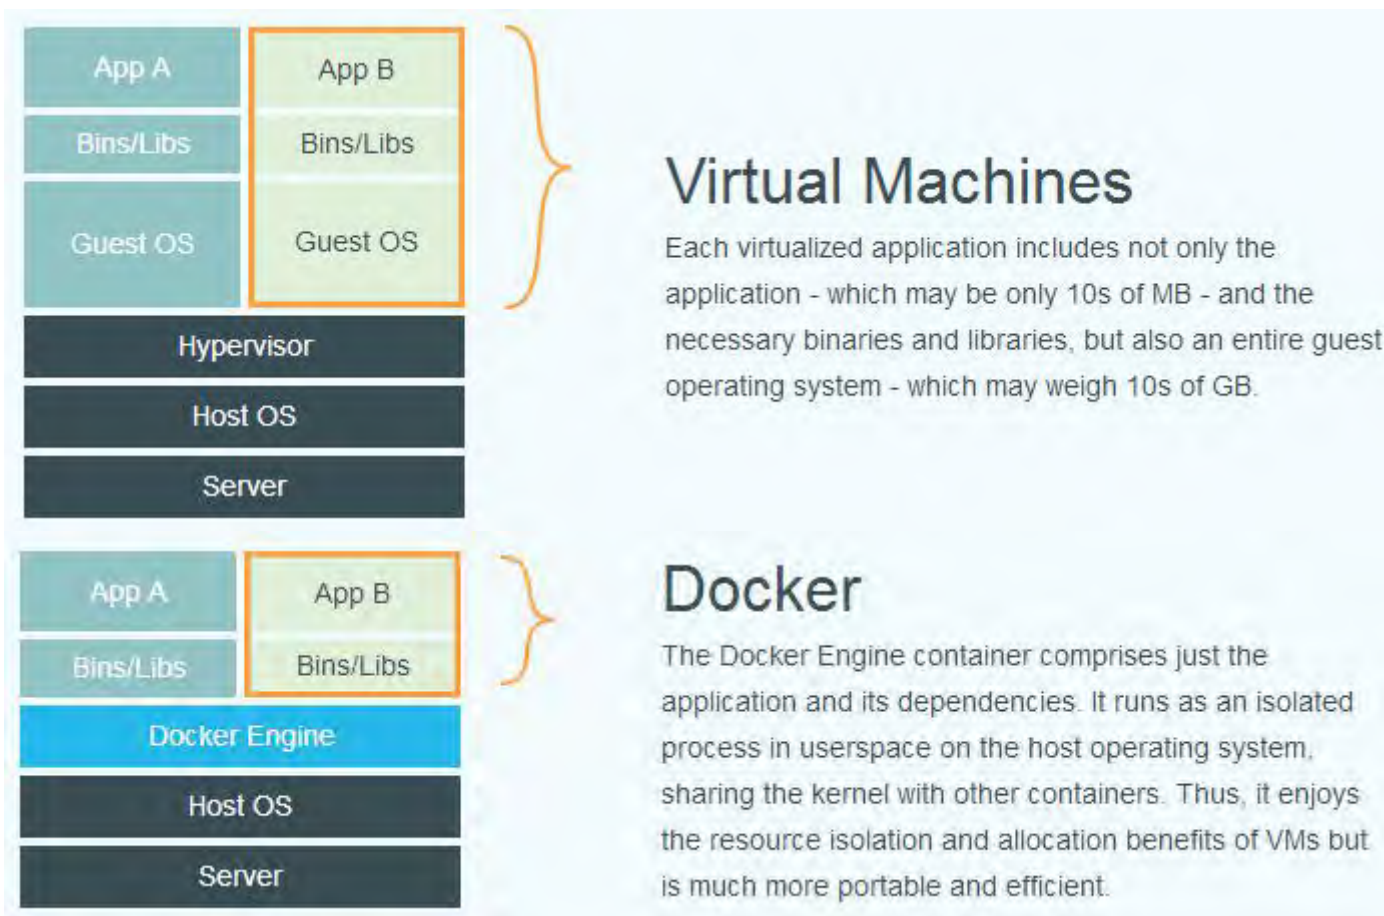 App A
App B
Bins/Libs
Bins/Libs
Guest OS
Guest OS
Hypervisor
Host OS
Server
Virtual Machines
Each virtualized application includes not only the
application - which may be only 10s of MB - and the
necessary binaries and libraries, but also an entire guest
operating system - which may weigh 10s of GB.
App A
App B
Bins/Libs
Bins/Libs
Docker Engine
Host OS
Server
Docker
The Docker Engine container comprises just the
application and its dependencies. It runs as an isolated
process in userspace on the host operating system,
sharing the kernel with other containers. Thus, it enjoys
the resource isolation and allocation benefits of VMs but
is much more portable and efficient.